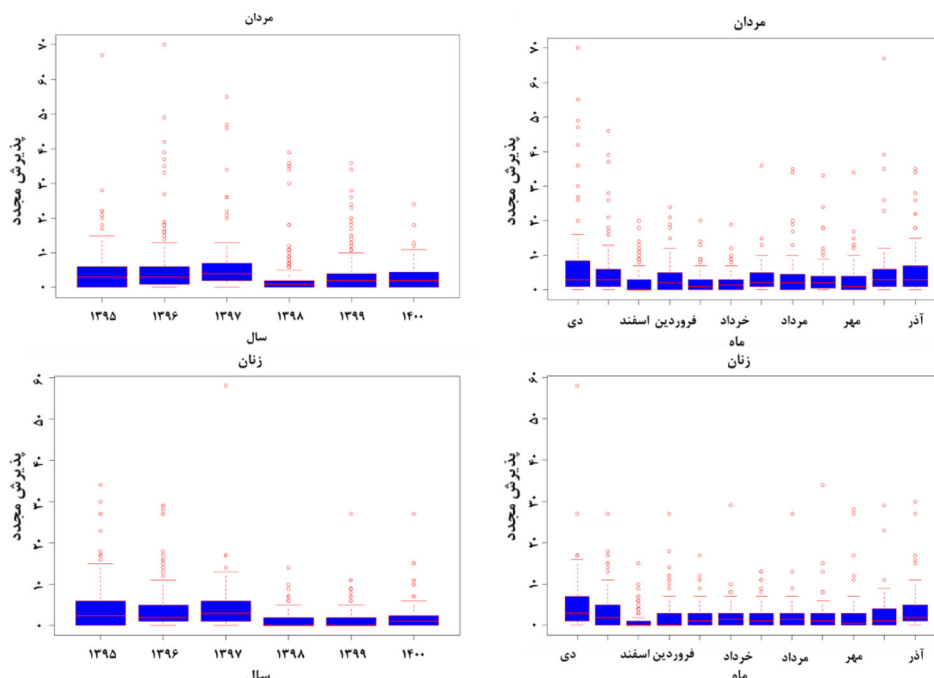 مردان
پذیرش مجدد
۷۰
۶۰
۵۰
۴۰
۳۰
۲۰
۱۰
۰
۱۳۹۵ ۱۳۹۶ ۱۳۹۷ ۱۳۹۸ ۱۳۹۹ ۱۴۰۰
سال
مردان
پذیرش مجدد
۷۰
۶۰
۵۰
۴۰
۳۰
۲۰
۱۰
۰
دی اسفند فروردین خرداد مرداد مهر آذر
ماه
زنان
پذیرش مجدد
۶۰
۵۰
۴۰
۳۰
۲۰
۱۰
۰
۱۳۹۵ ۱۳۹۶ ۱۳۹۷ ۱۳۹۸ ۱۳۹۹ ۱۴۰۰
سال
زنان
پذیرش مجدد
۶۰
۵۰
۴۰
۳۰
۲۰
۱۰
۰
دی اسفند فروردین خرداد مرداد مهر آذر
ماه